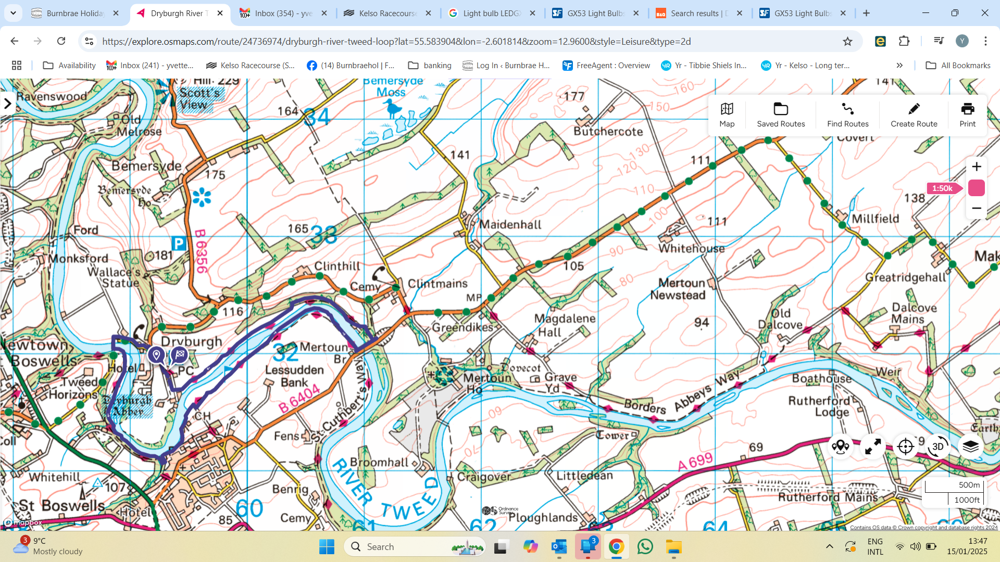 Burnbrae Holiday
Dryburgh River T
Inbox (354) - yve
Kelso Racecourse
Light bulb LEDG
GX53 Light Bulbs
Search results | D
GX53 Light Bulbs
https://explore.osmaps.com/route/24736974/dryburgh-river-tweed-loop?lat=55.583904&lon=-2.601814&zoom=12.9600&style=Leisure&type=2d
Y
Availability
Inbox (241) - yvette...
Kelso Racecourse (S...
(14) Burnbraehol | F...
banking
Log In ‹ Burnbrae H...
FreeAgent : Overview
Yr - Tibbie Shiels In...
Yr - Kelso - Long ter...
All Bookmarks
Hill 229
Ravenswood
Scott's
View
Old
Melrose
164
34
Bemersyde
Moss
177
Butchercote
160
150
141
Map
Saved Routes
Find Routes
Create Route
Print
Covert
Bemersyde
175
Bemersyde
Ho
141
130
120
110
100
111
1:50k
138
Millfield
Ford
P
B 6356
165
33
Maidenhall
111
Whitehouse
Monksford
181
Wallace's
Statue
Clinthill
Cemy
Clintmains
90
105
80
Mak
Greatridgehall
Mertoun
Newstead
MP
116
Greendikes
Magdalene
Hall
94
Old
Dalcove
Dalcove
Mains
Newtown
Boswells
Dryburgh
Hotel
PC
32
Mertoun
Br
Lessudden
Bank
Tweed
Horizons
Dryburgh
Abbey
B 6404
St Cuthbert's Way
Dovecot
Mertoun
Ho
Grave
Yd
Borders Abbeys Way
Boathouse
Weir
Rutherford
Lodge
CH
Coll
Fens
60
70
Tower
Earth
69
A 699
3D
Whitehill
107
St Boswells
Hotel
Broomhall
RIVER TWEED
Craigover
Littledean
Benrig
60
85
Cemy
61
62
Ordnance
Survey
Ploughlands
63
64
65
66
Rutherford Mains
500m
1000ft
mapbox
Contains OS data © Crown copyright and database rights 2024
3
9°C
Mostly cloudy
Search
3
ENG
INTL
13:47
15/01/2025